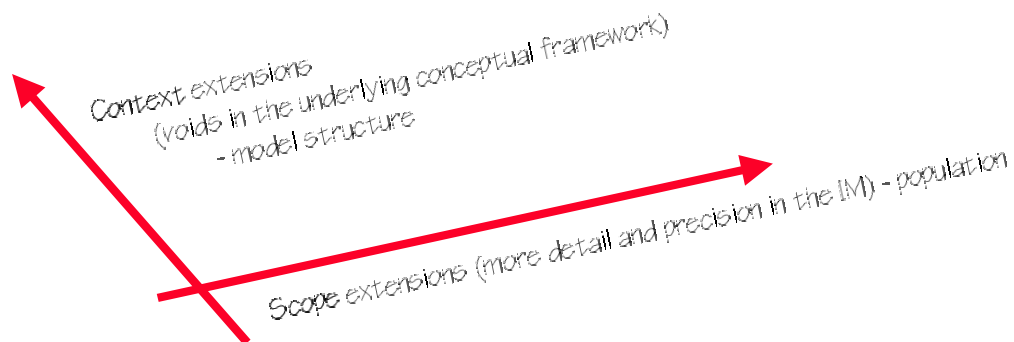 Context extensions
(voids in the underlying conceptual framework)
- model structure
Scope extensions (more detail and precision in the IM) - population